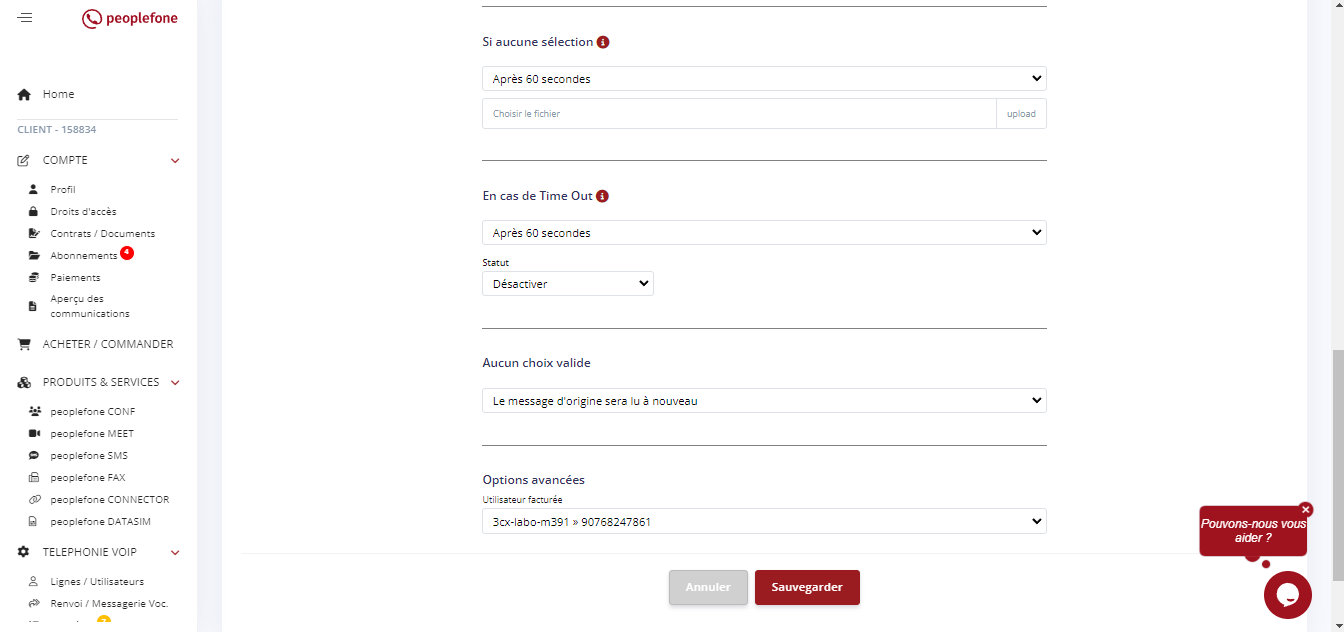 peoplefone
Home
CLIENT - 158834
COMPTE
Profil
Droits d'accès
Contrats / Documents
Abonnements 4
Paiements
Aperçu des
communications
ACHETER / COMMANDER
PRODUITS & SERVICES
peoplefone CONF
peoplefone MEET
peoplefone SMS
peoplefone FAX
peoplefone CONNECTOR
peoplefone DATASIM
TELEPHONIE VOIP
Lignes / Utilisateurs
Renvoi / Messagerie Voc.
Si aucune sélection
Après 60 secondes
Choisir le fichier upload
En cas de Time Out
Après 60 secondes
Statut
Désactiver
Aucun choix valide
Le message d'origine sera lu à nouveau
Options avancées
Utilisateur facturée
3cx-labo-m391 » 90768247861
Annuler Sauvegarder
Pouvons-nous vous
aider ?